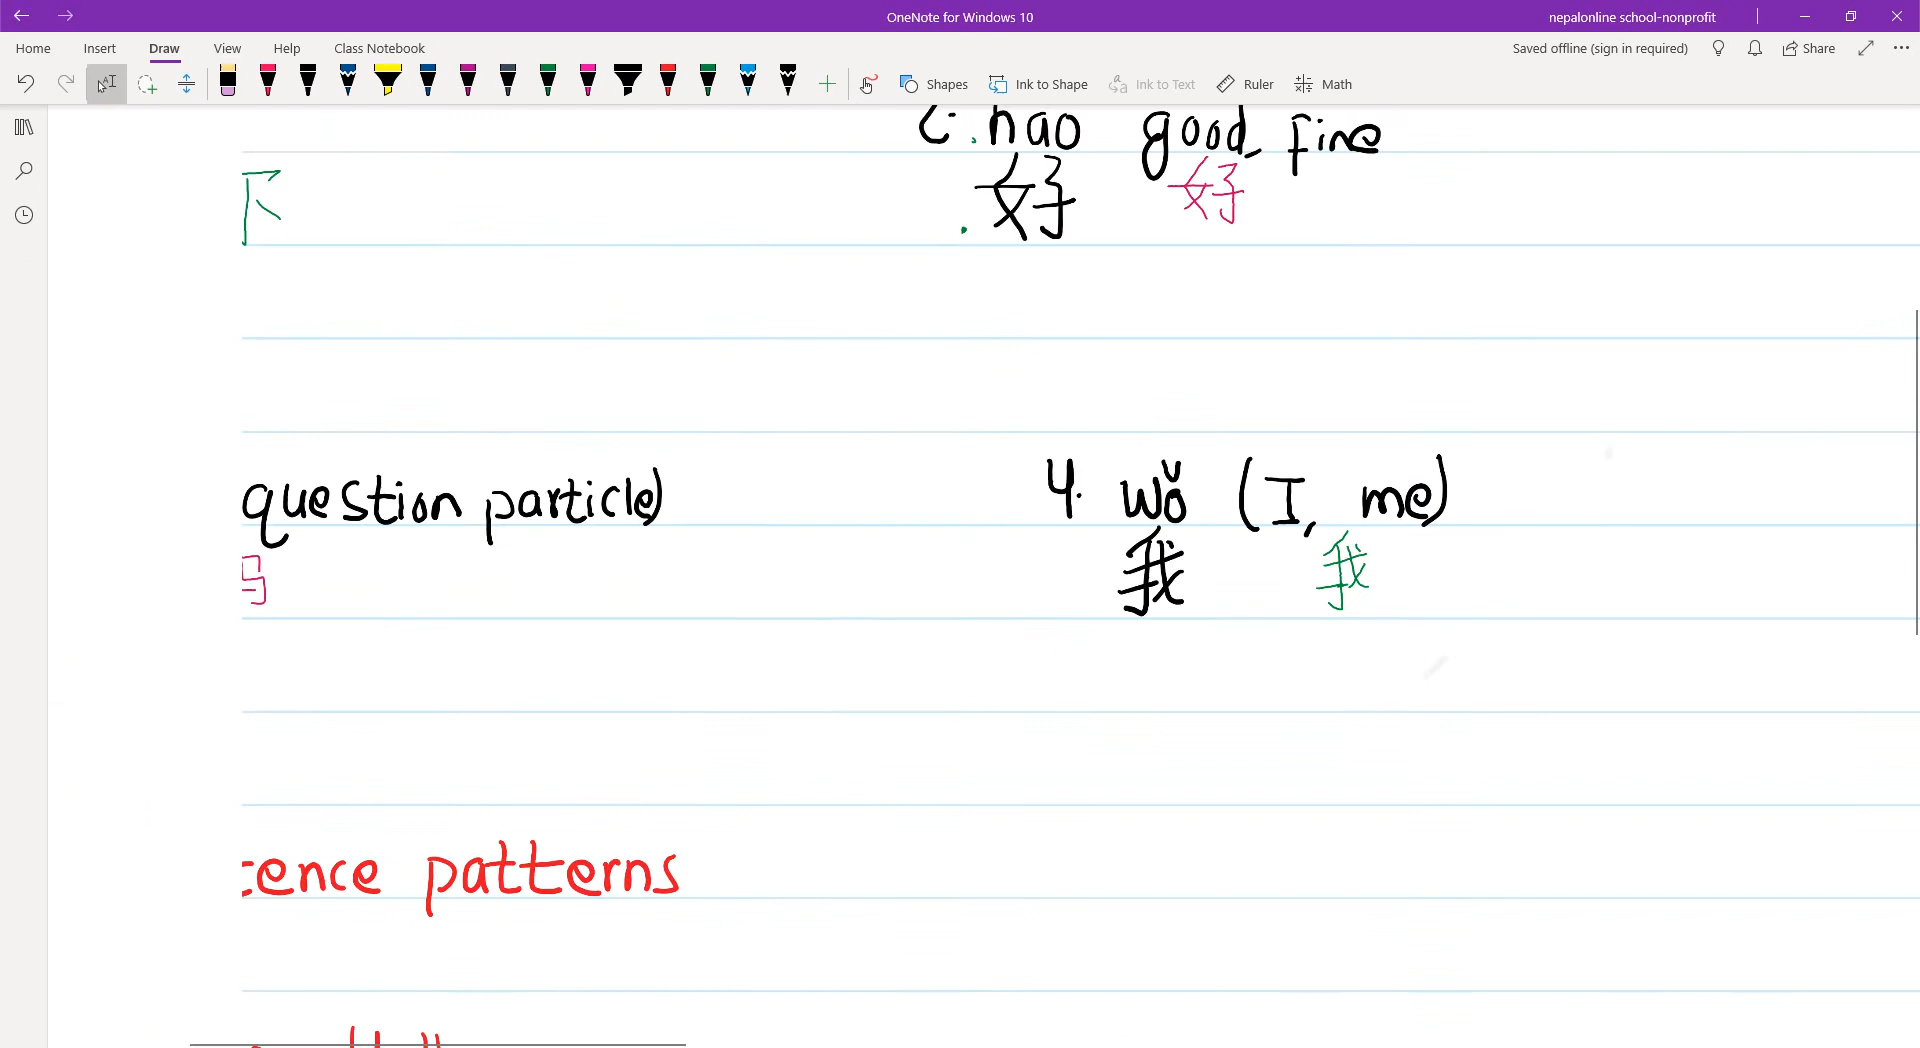 OneNote for Windows 10
nepalonline school-nonprofit
Home Insert Draw View Help Class Notebook
Saved offline (sign in required) Share
Shapes Ink to Shape Ink to Text Ruler Math
hao good, fine
好 好
question particle)
4. wǒ (I, me)
我 我
ence patterns